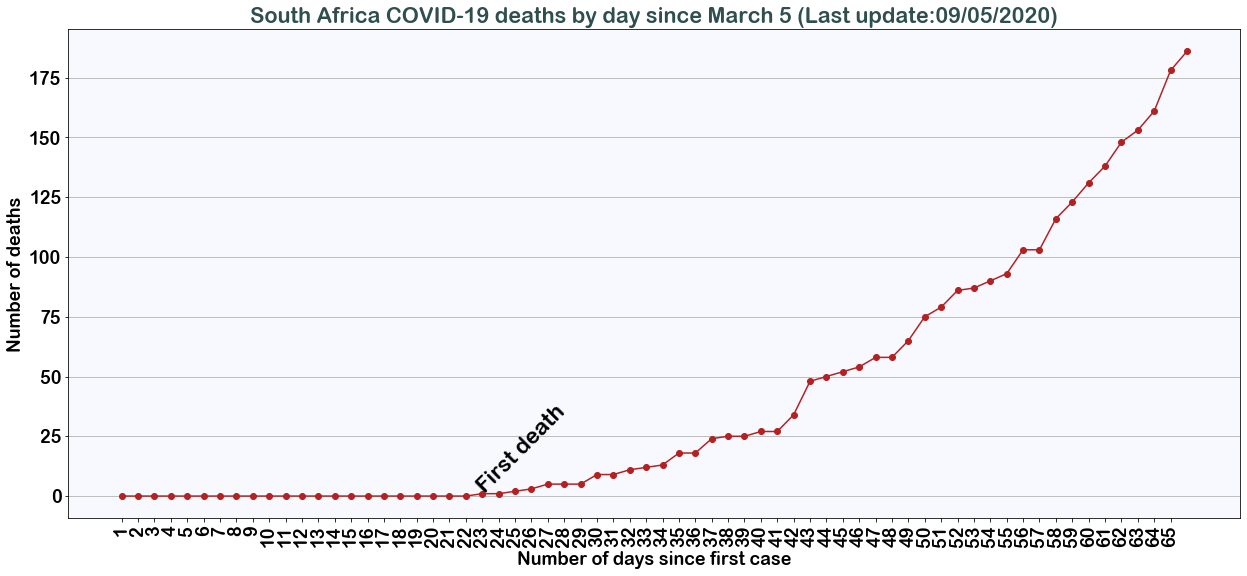 South Africa COVID-19 deaths by day since March 5 (Last update:09/05/2020)
Number of deaths
175
150
125
100
75
50
25
0
First death
1 2 3 4 5 6 7 8 9 10 11 12 13 14 15 16 17 18 19 20 21 22 23 24 25 26 27 28 29 30 31 32 33 34 35 36 37 38 39 40 41 42 43 44 45 46 47 48 49 50 51 52 53 54 55 56 57 58 59 60 61 62 63 64 65
Number of days since first case